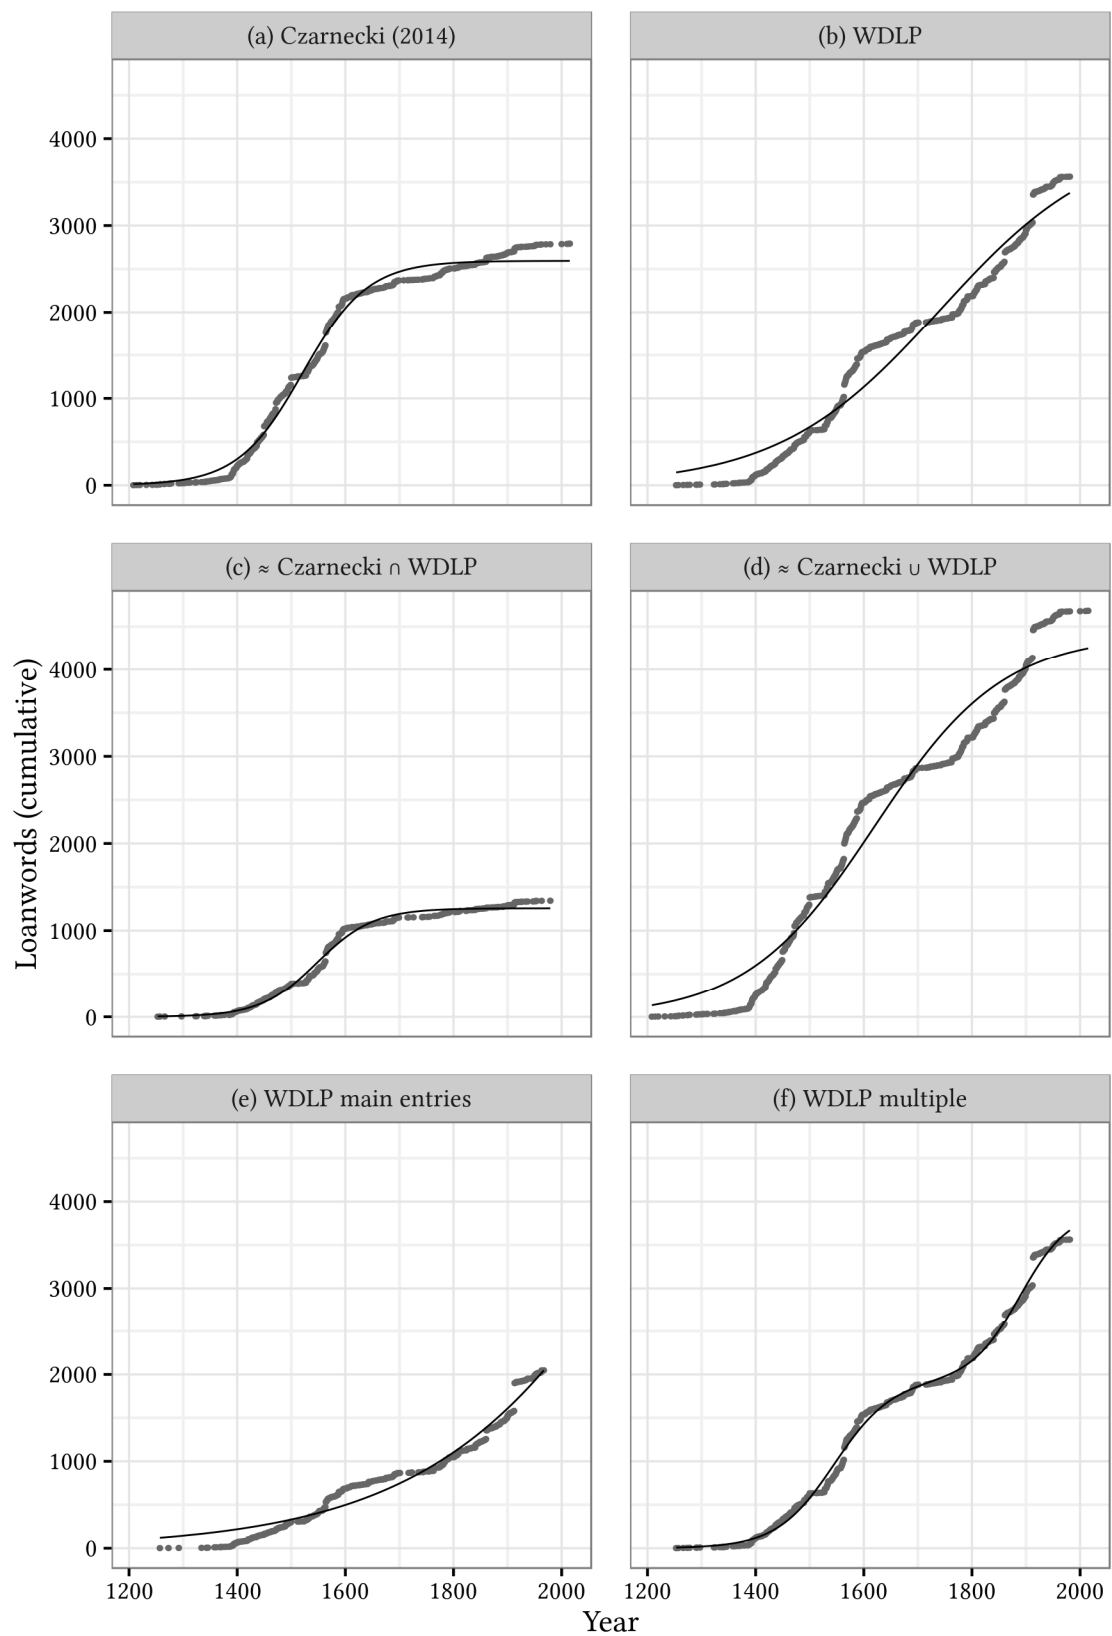 (a) Czarnecki (2014)
(b) WDLP
4000
3000
2000
1000
0
(c) ≈ Czarnecki ∩ WDLP
(d) ≈ Czarnecki ∪ WDLP
Loanwords (cumulative)
4000
3000
2000
1000
0
(e) WDLP main entries
(f) WDLP multiple
4000
3000
2000
1000
0
1200 1400 1600 1800 2000 1200 1400 1600 1800 2000
Year